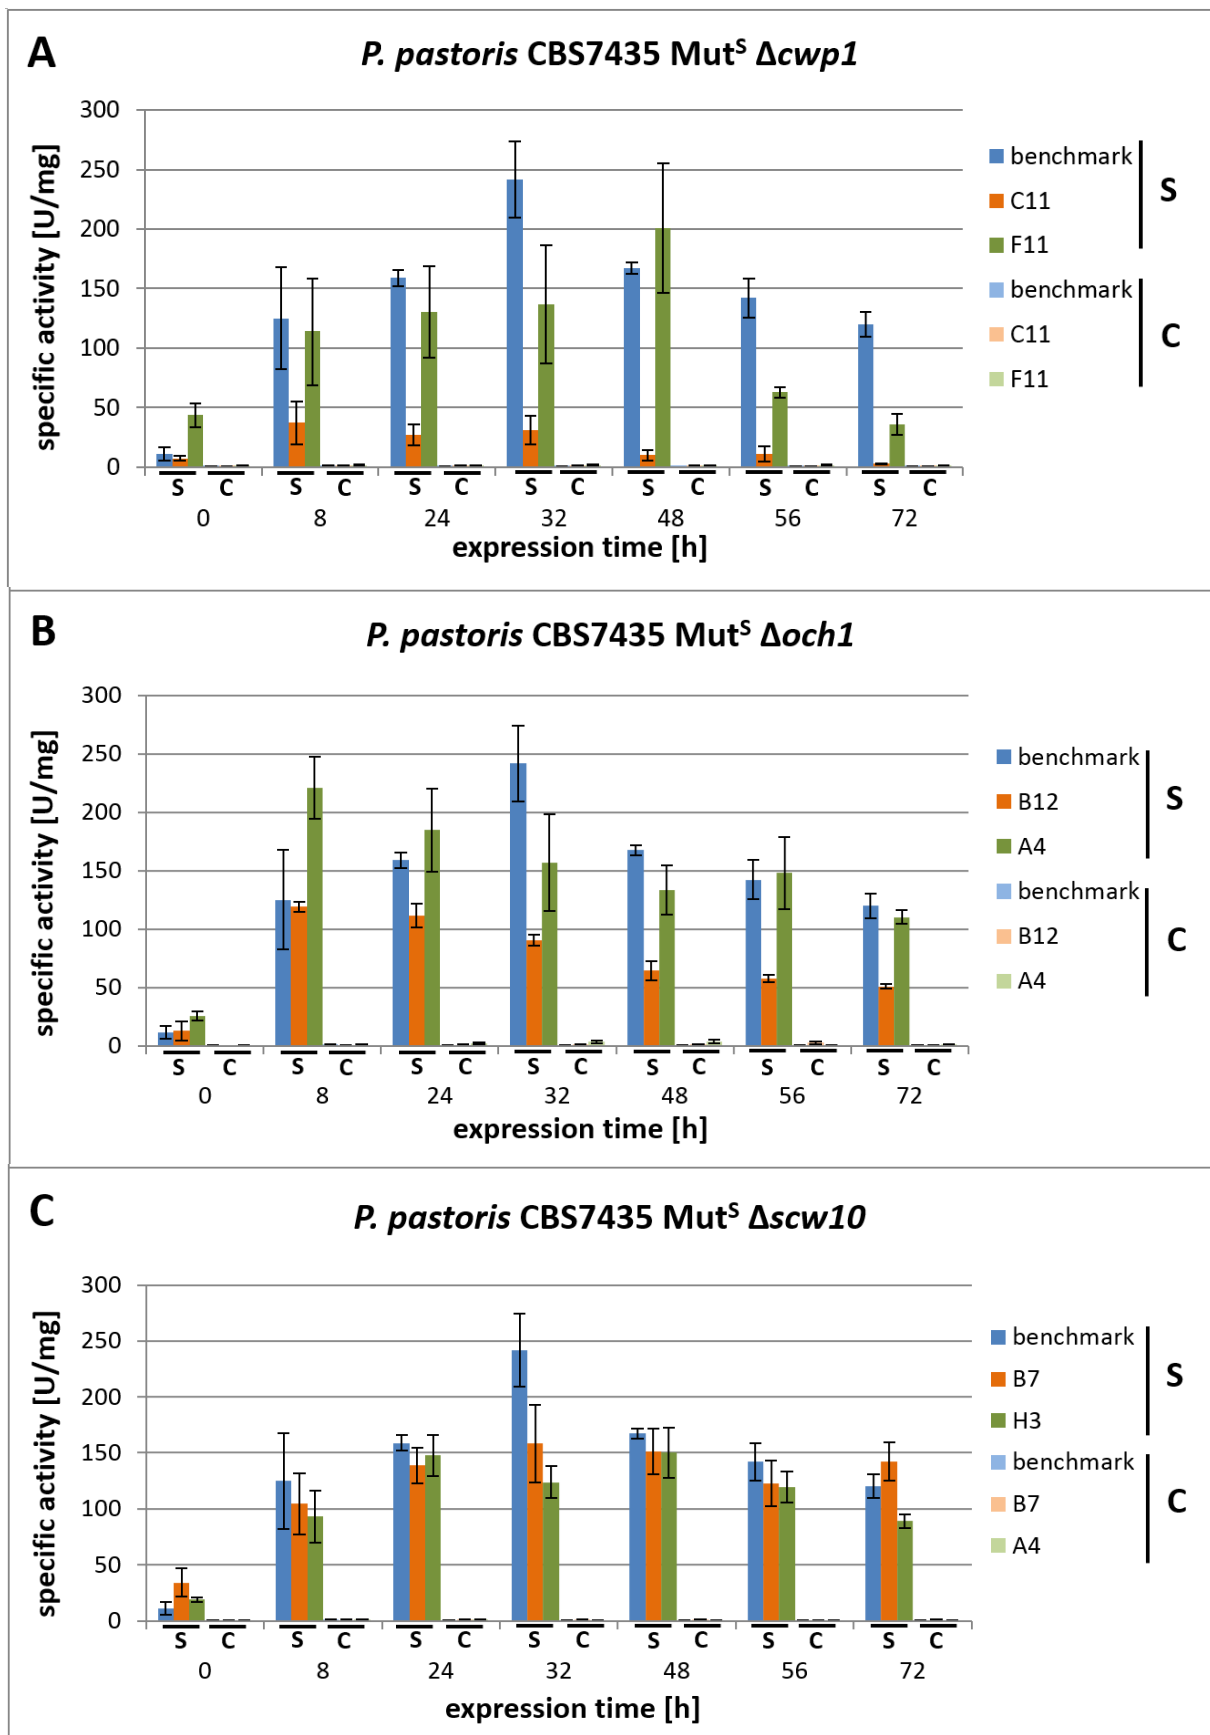 A
P. pastoris CBS7435 Mut^S Δcwp1
specific activity [U/mg]
300
250
200
150
100
50
0
S C S C S C S C S C S C S C
0 8 24 32 48 56 72
expression time [h]
benchmark
C11
F11
S
benchmark
C11
F11
C
B
P. pastoris CBS7435 Mut^S Δoch1
specific activity [U/mg]
300
250
200
150
100
50
0
S C S C S C S C S C S C S C
0 8 24 32 48 56 72
expression time [h]
benchmark
B12
A4
S
benchmark
B12
A4
C
C
P. pastoris CBS7435 Mut^S Δscw10
specific activity [U/mg]
300
250
200
150
100
50
0
S C S C S C S C S C S C S C
0 8 24 32 48 56 72
expression time [h]
benchmark
B7
H3
S
benchmark
B7
A4
C